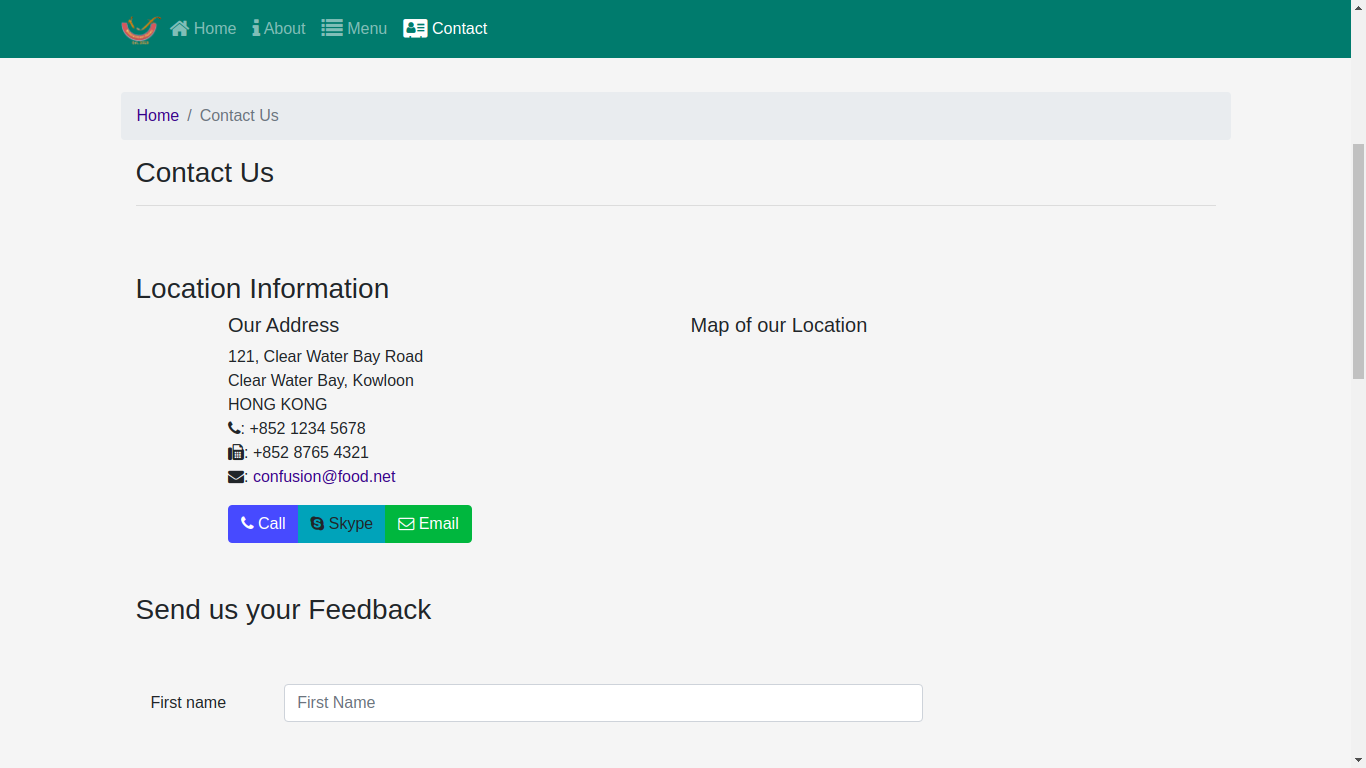 Home About Menu Contact
Home / Contact Us
Contact Us
Location Information
Our Address
Map of our Location
121, Clear Water Bay Road
Clear Water Bay, Kowloon
HONG KONG
: +852 1234 5678
: +852 8765 4321
: confusion@food.net
Call Skype Email
Send us your Feedback
First name
First Name